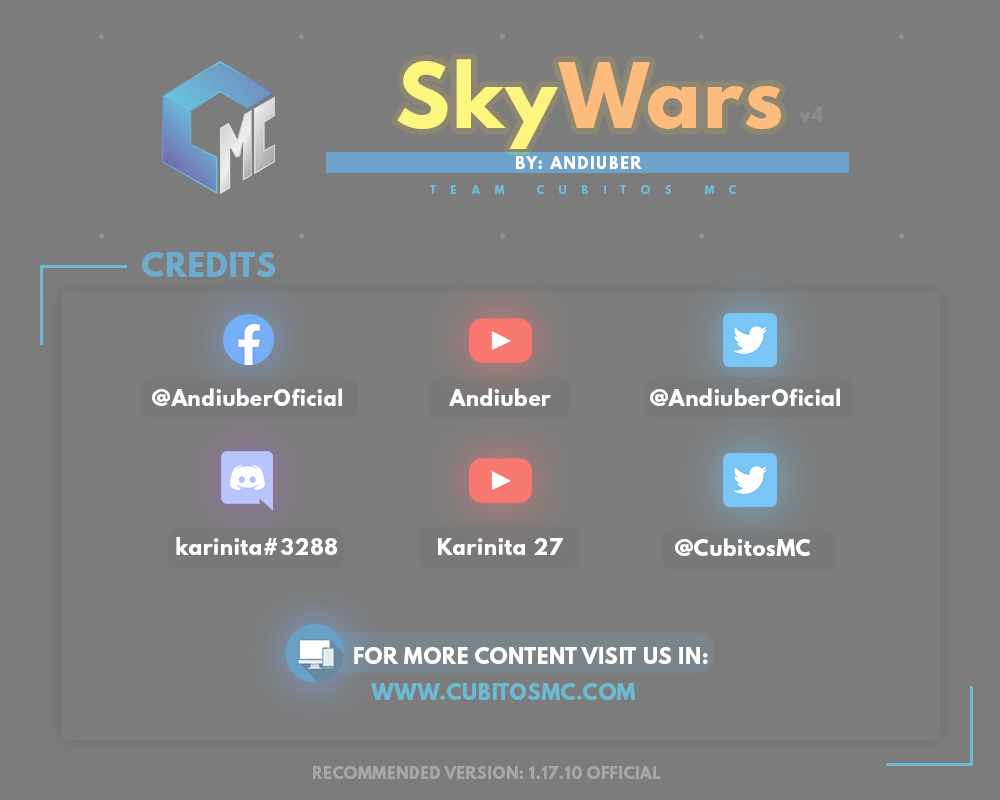 MC
SkyWars v4
BY: ANDIUBER
TEAM CUBITOS MC
CREDITS
@AndiuberOficial
Andiuber
@AndiuberOficial
karinita#3288
Karinita 27
@CubitosMC
FOR MORE CONTENT VISIT US IN:
WWW.CUBITOSMC.COM
RECOMMENDED VERSION: 1.17.10 OFFICIAL